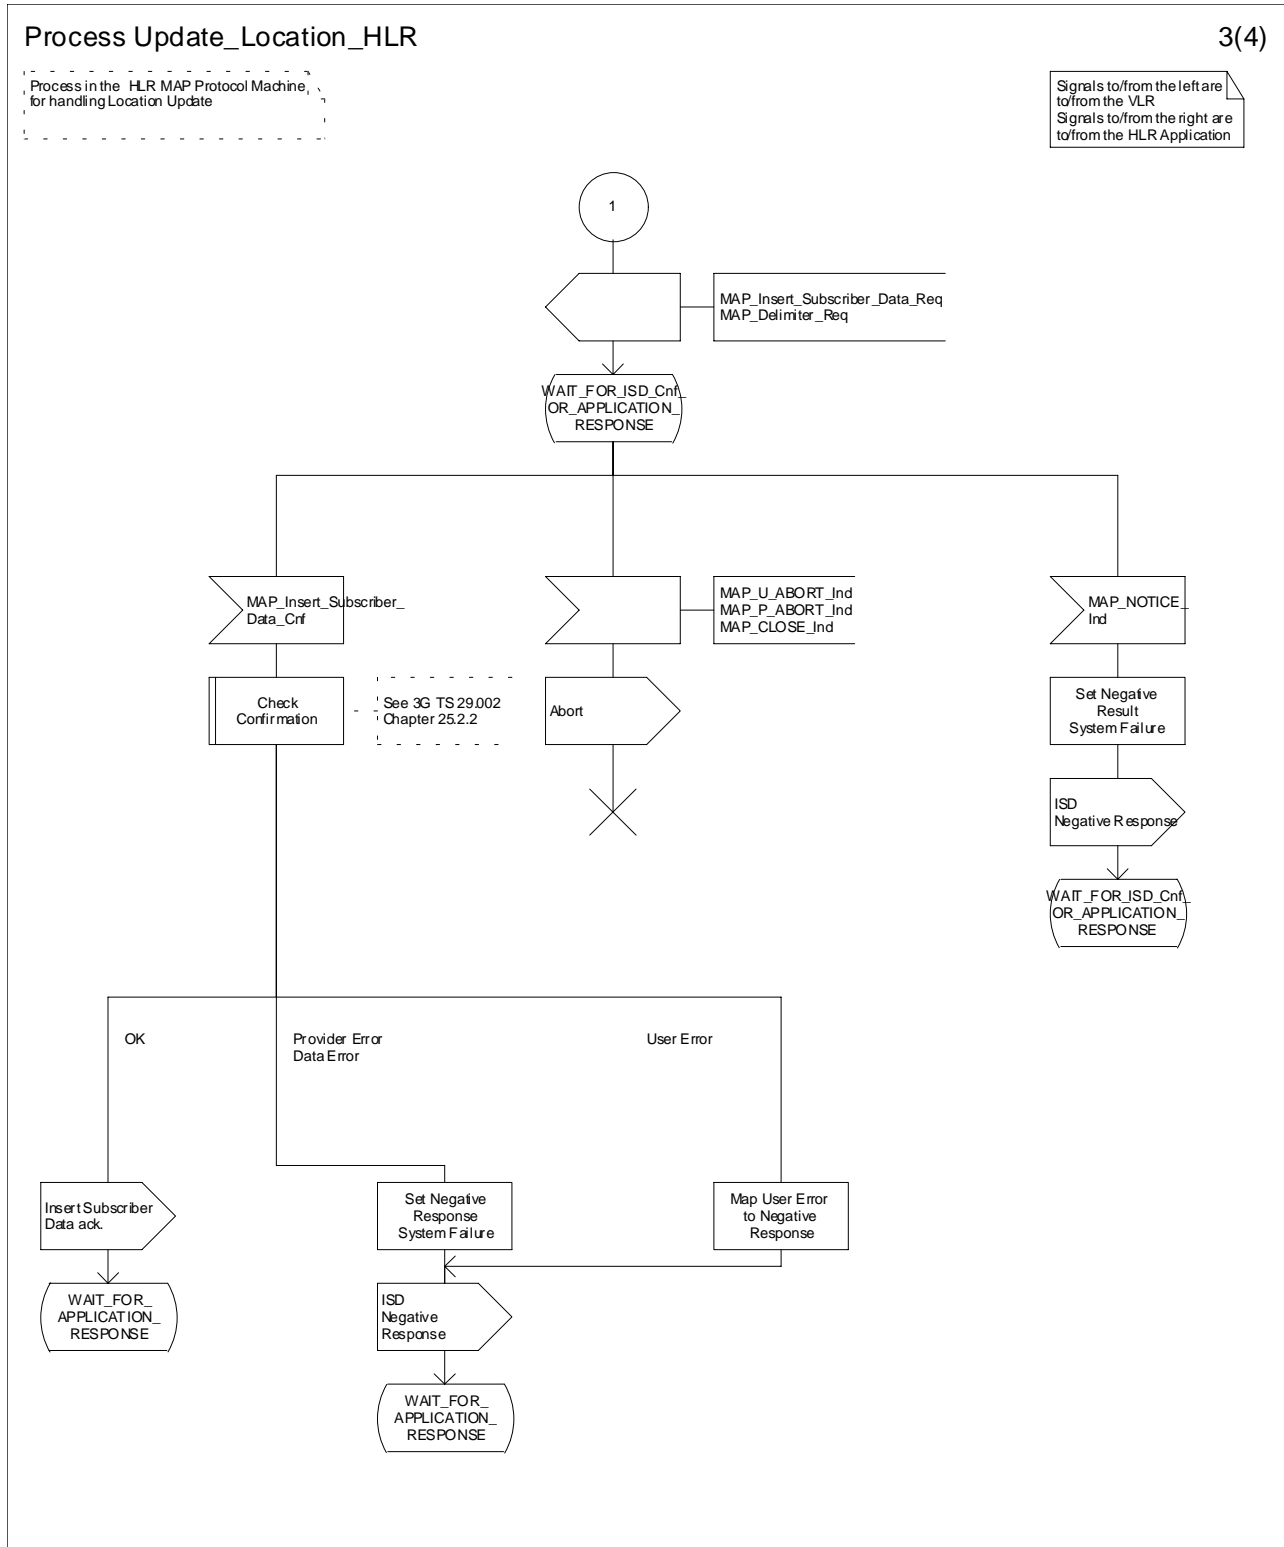 Process Update_Location_HLR
3(4)
Process in the HLR MAP Protocol Machine
for handling Location Update
Signals to/from the left are
to/from the VLR
Signals to/from the right are
to/from the HLR Application
1
MAP_Insert_Subscriber_Data_Req
MAP_Delimiter_Req
WAIT_FOR_ISD_Cnf_
OR_APPLICATION_
RESPONSE
MAP_Insert_Subscriber_
Data_Cnf
MAP_U_ABORT_Ind
MAP_P_ABORT_Ind
MAP_CLOSE_Ind
MAP_NOTICE_
Ind
Check
Confirmation
See 3G TS 29.002
Chapter 25.2.2
Abort
Set Negative
Result
System Failure
ISD
Negative Response
WAIT_FOR_ISD_Cnf_
OR_APPLICATION_
RESPONSE
OK
Provider Error
Data Error
User Error
Insert Subscriber
Data ack.
Set Negative
Response
System Failure
Map User Error
to Negative
Response
WAIT_FOR_
APPLICATION_
RESPONSE
ISD
Negative
Response
WAIT_FOR_
APPLICATION_
RESPONSE